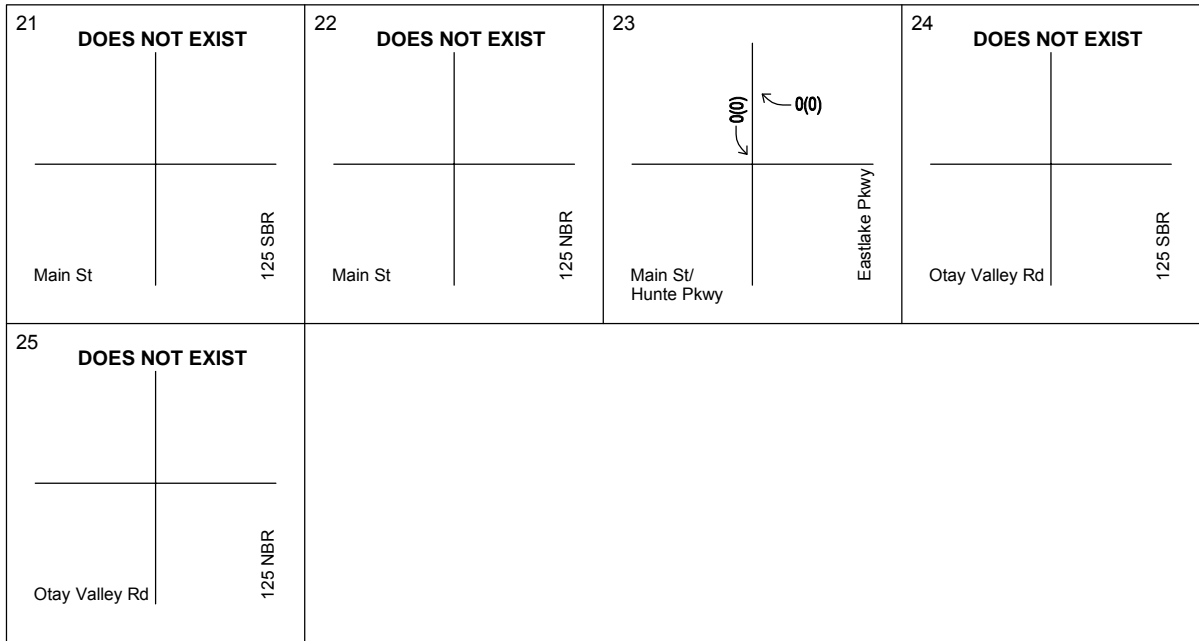 21
DOES NOT EXIST
Main St
125 SBR
22
DOES NOT EXIST
Main St
125 NBR
23
0(0)
0(0)
Main St/
Hunte Pkwy
Eastlake Pkwy
24
DOES NOT EXIST
Otay Valley Rd
125 SBR
25
DOES NOT EXIST
Otay Valley Rd
125 NBR